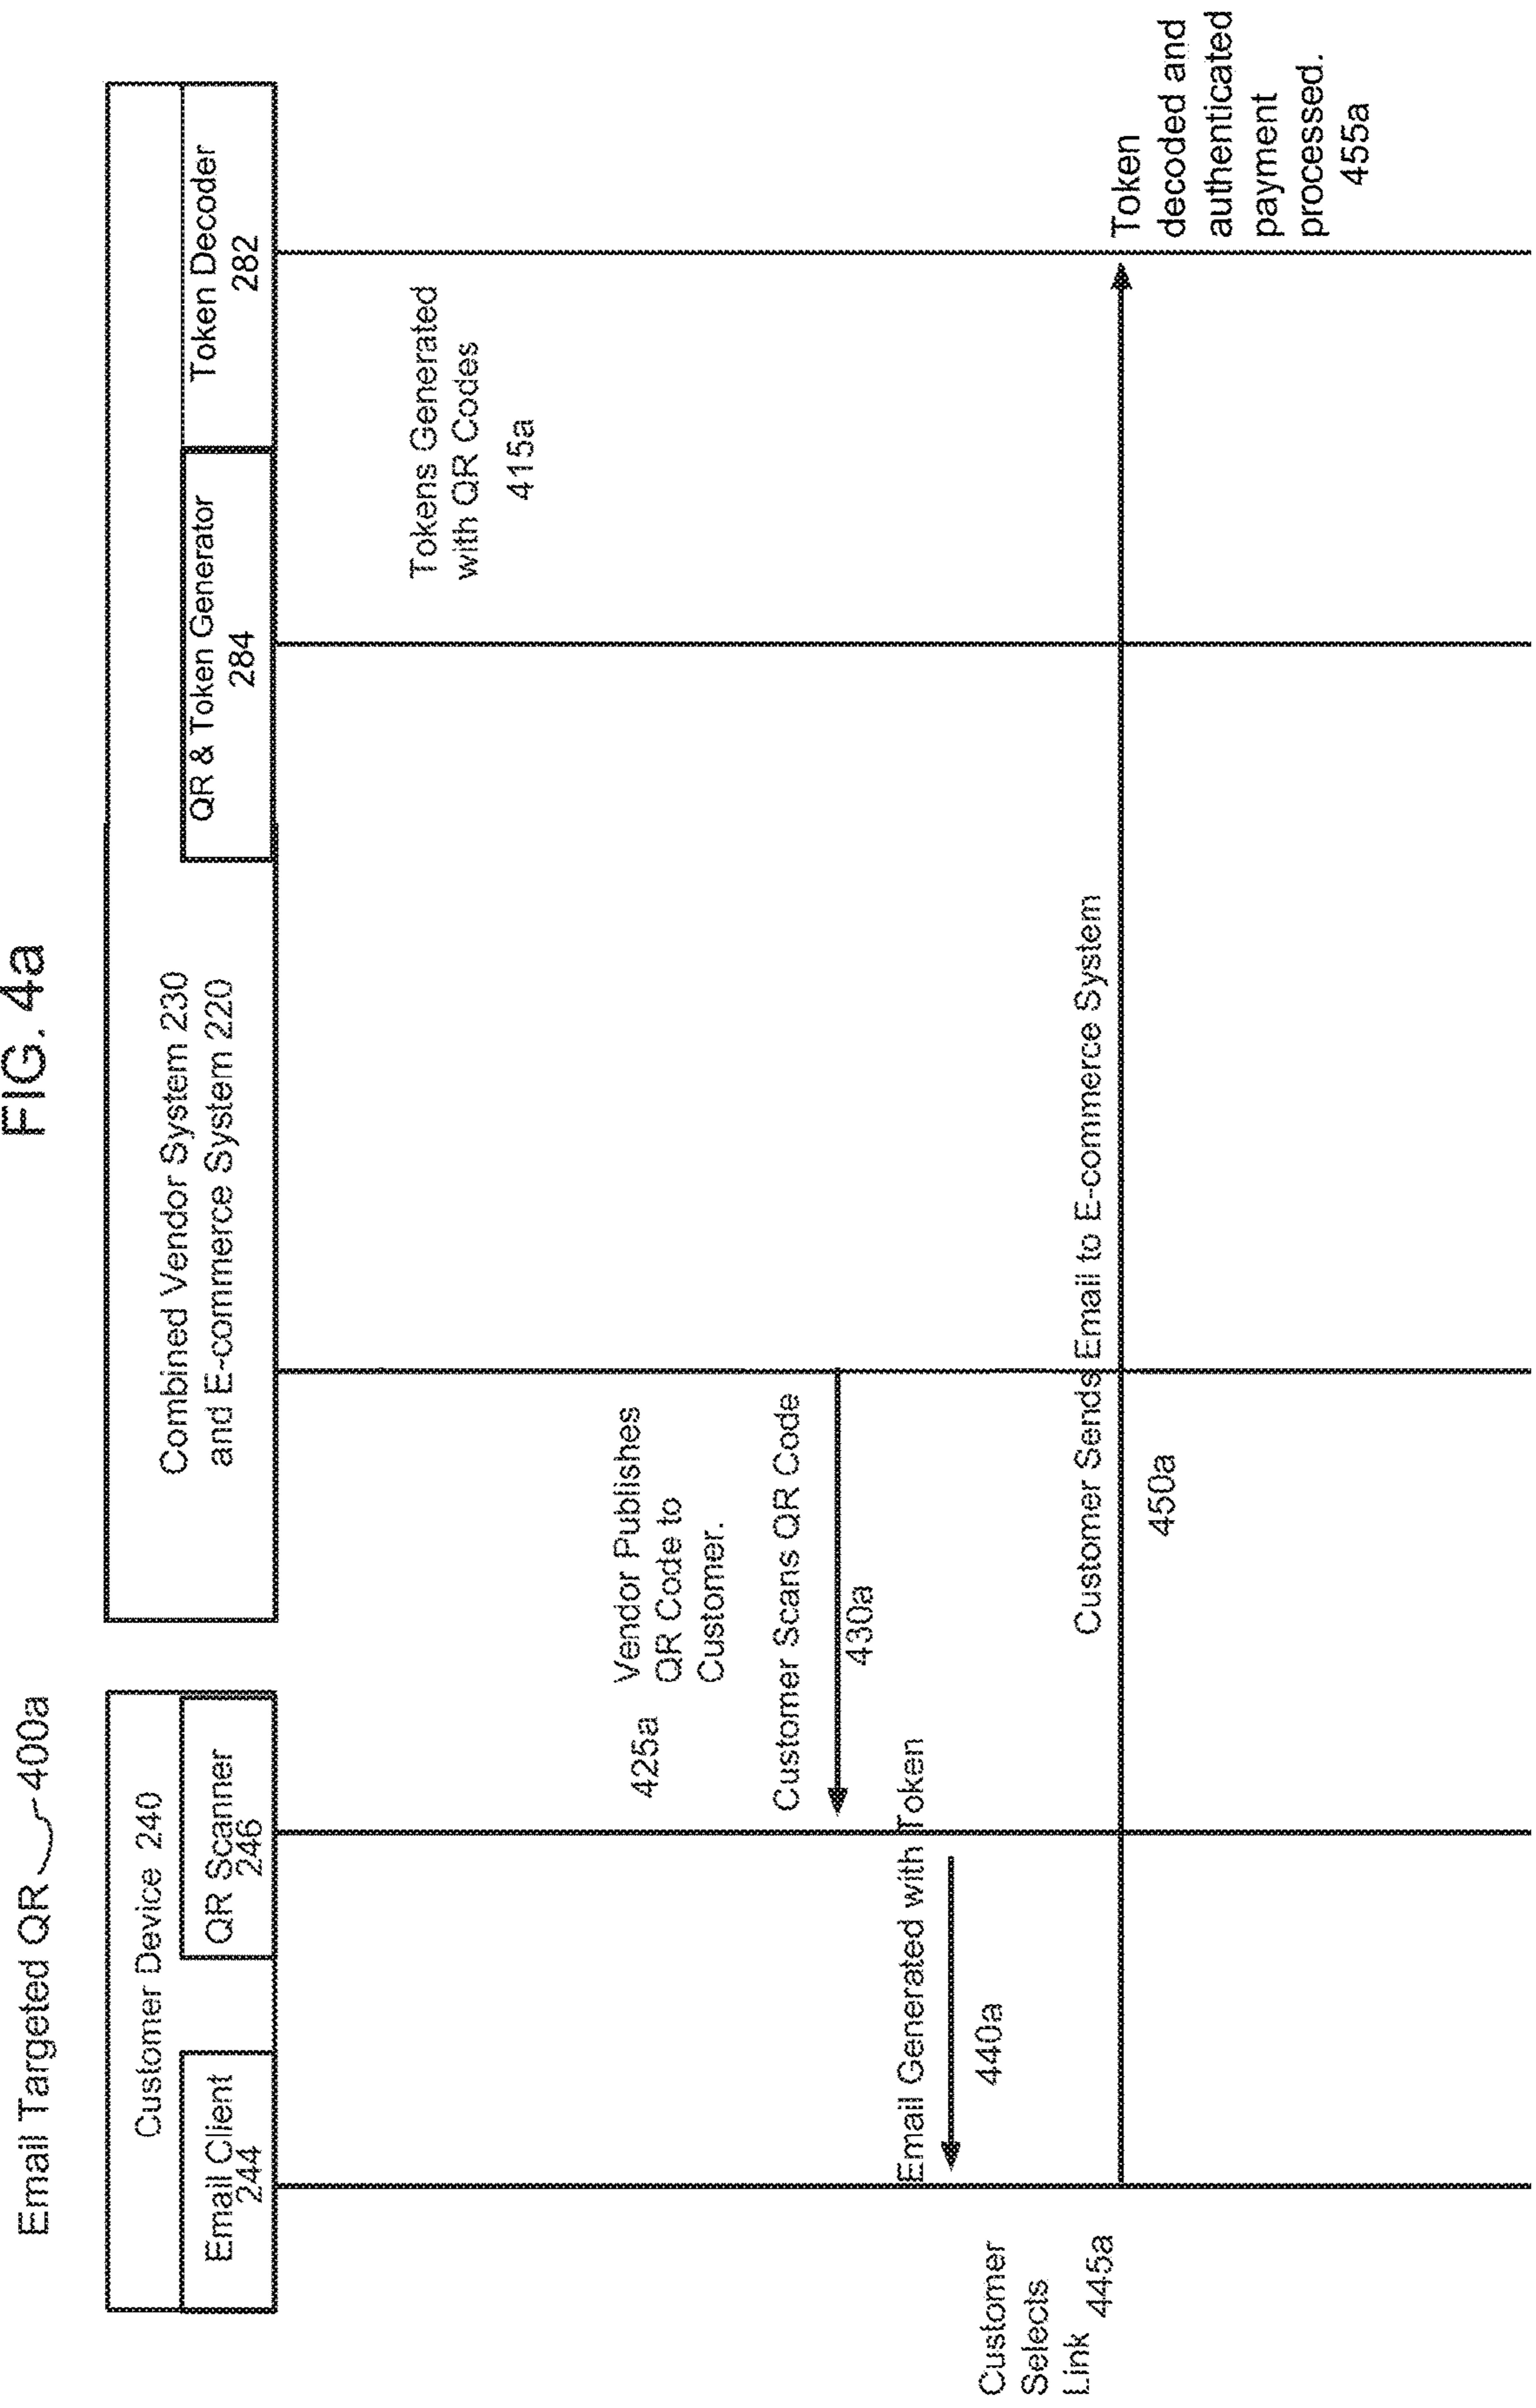 FIG. 4a
Email Targeted QR 400a
Customer Device 240
Email Client
244
QR Scanner
246
Combined Vendor System 230
and E-commerce System 220
QR & Token Generator
284
Token Decoder
282
Tokens Generated
with QR Codes
415a
425a
Vendor Publishes
QR Code to
Customer.
Customer Scans QR Code
430a
Email Generated with Token
440a
Customer
Selects
Link 445a
Customer Sends Email to E-commerce System
450a
Token
decoded and
authenticated
payment
processed.
455a